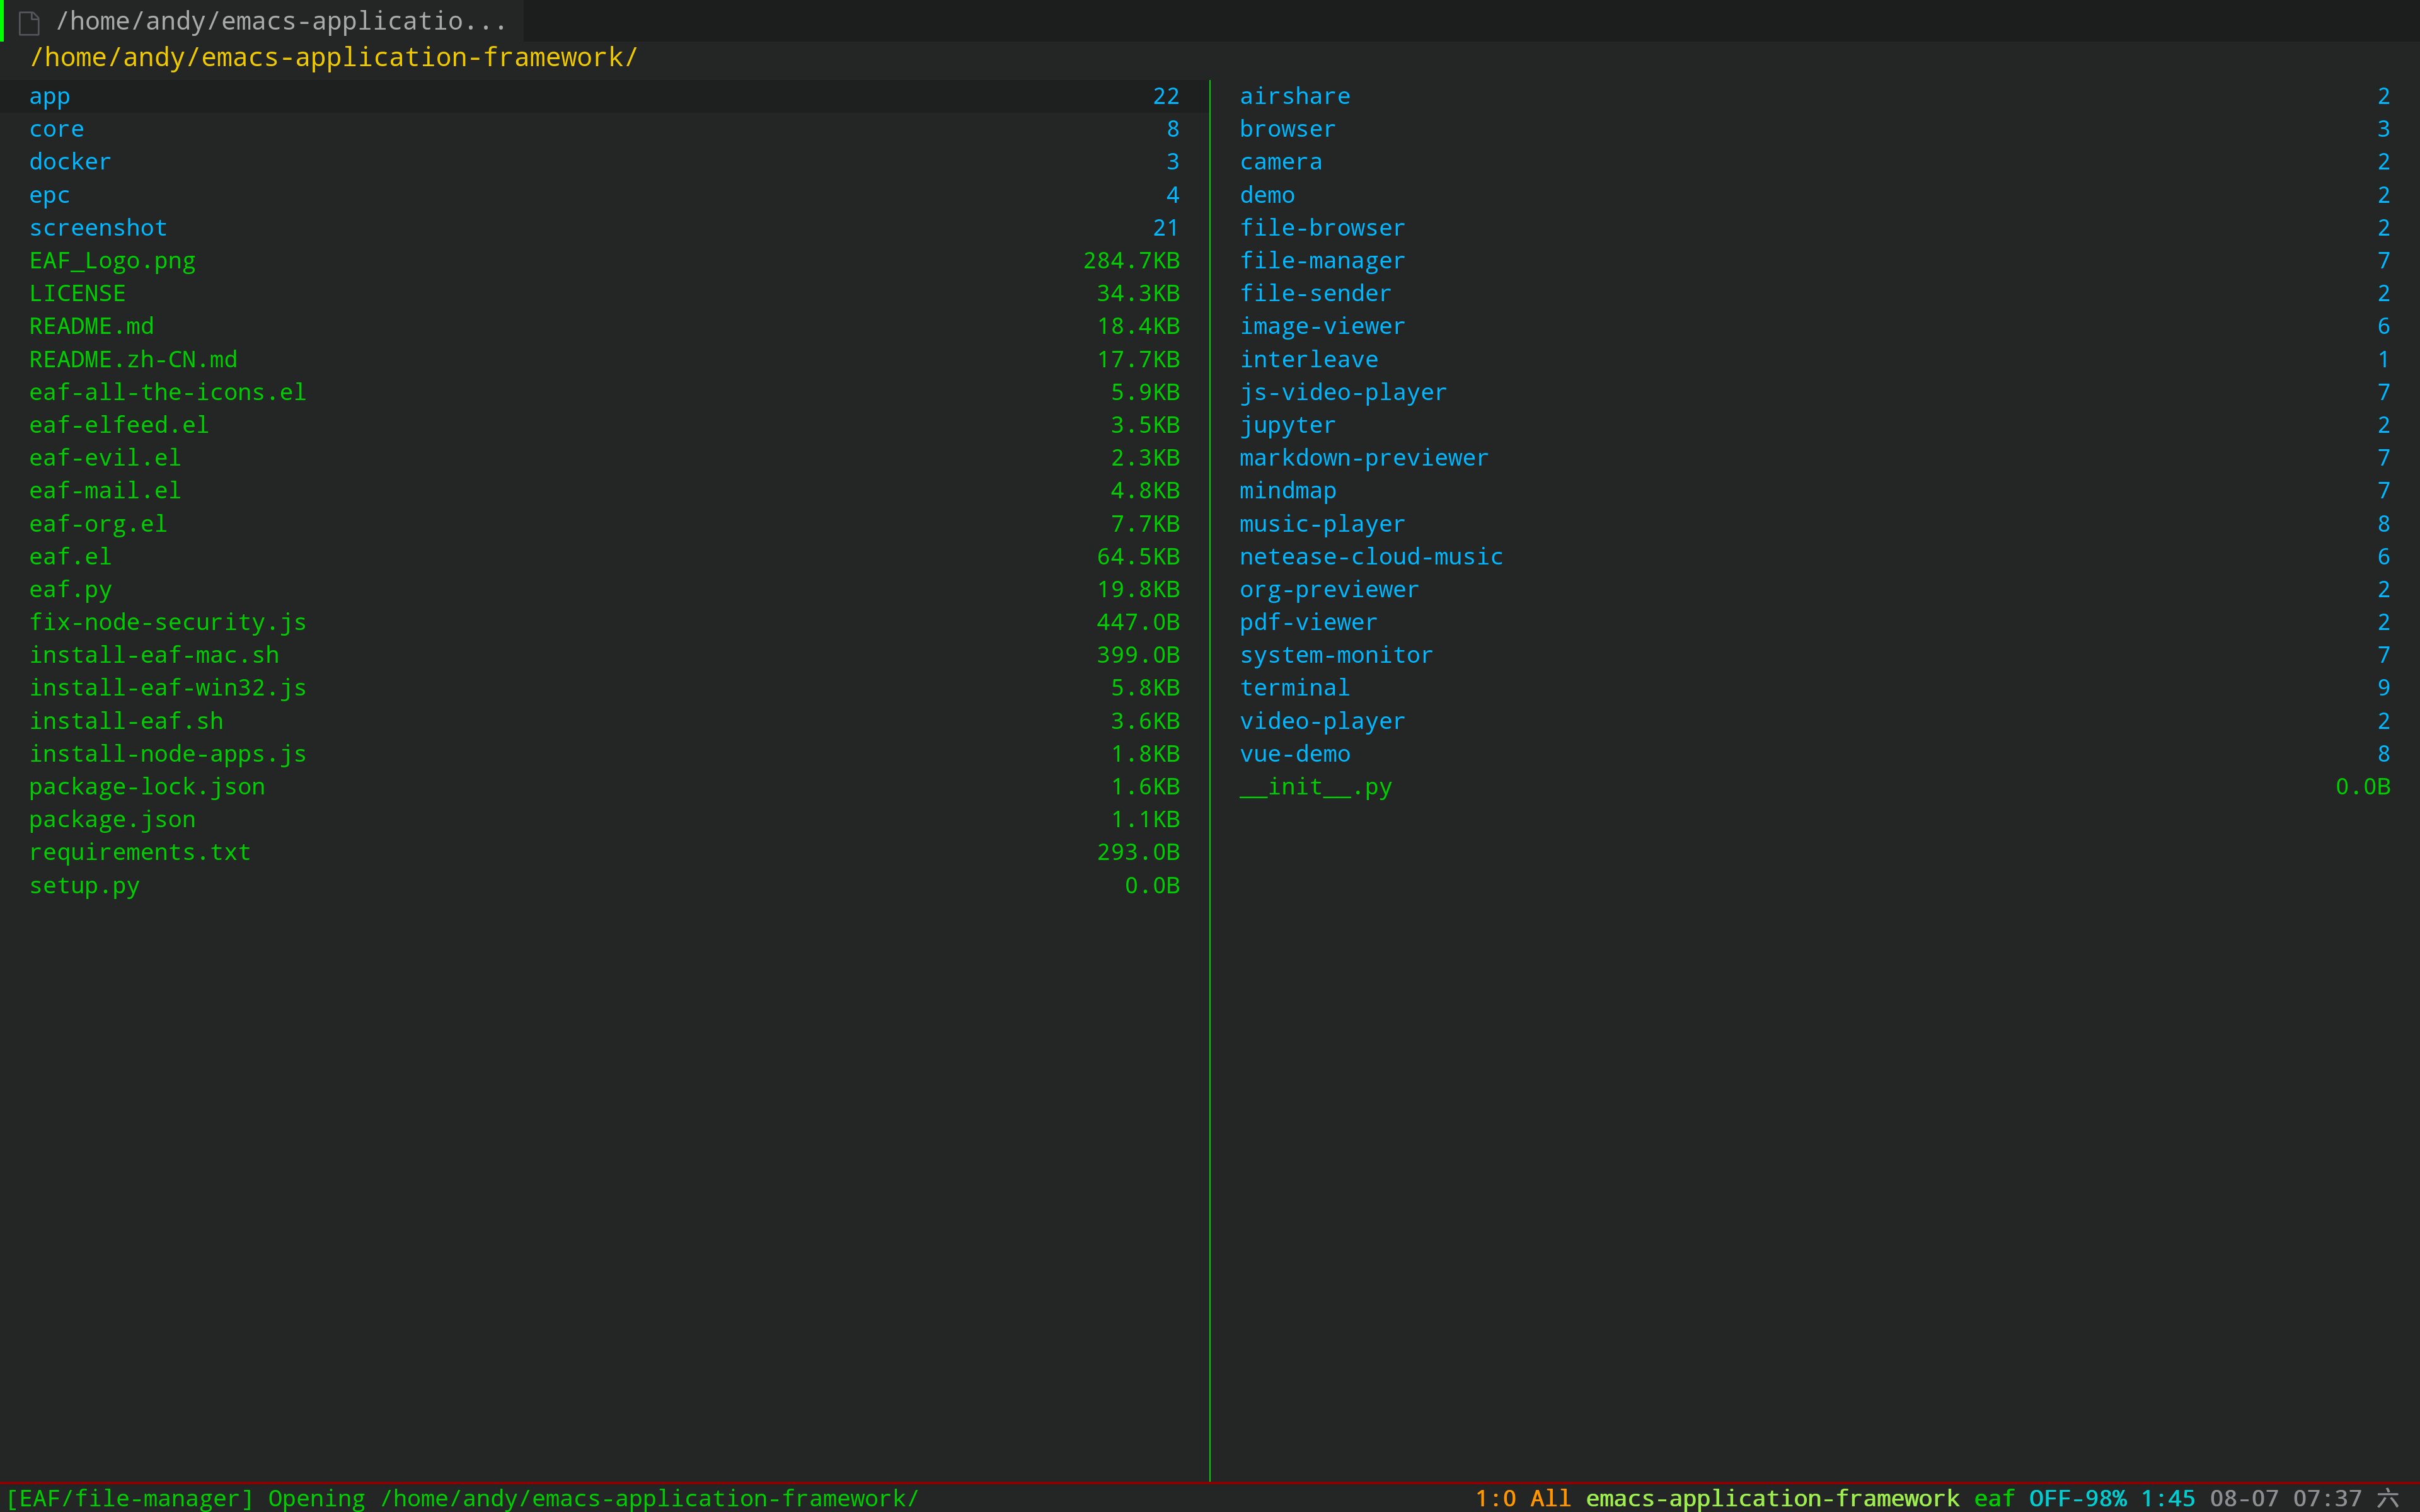 /home/andy/emacs-applicatio...
/home/andy/emacs-application-framework/
app 22
core 8
docker 3
epc 4
screenshot 21
EAF_Logo.png 284.7KB
LICENSE 34.3KB
README.md 18.4KB
README.zh-CN.md 17.7KB
eaf-all-the-icons.el 5.9KB
eaf-elfeed.el 3.5KB
eaf-evil.el 2.3KB
eaf-mail.el 4.8KB
eaf-org.el 7.7KB
eaf.el 64.5KB
eaf.py 19.8KB
fix-node-security.js 447.0B
install-eaf-mac.sh 399.0B
install-eaf-win32.js 5.8KB
install-eaf.sh 3.6KB
install-node-apps.js 1.8KB
package-lock.json 1.6KB
package.json 1.1KB
requirements.txt 293.0B
setup.py 0.0B
airshare 2
browser 3
camera 2
demo 2
file-browser 2
file-manager 7
file-sender 2
image-viewer 6
interleave 1
js-video-player 7
jupyter 2
markdown-previewer 7
mindmap 7
music-player 8
netease-cloud-music 6
org-previewer 2
pdf-viewer 2
system-monitor 7
terminal 9
video-player 2
vue-demo 8
__init__.py 0.0B
[EAF/file-manager] Opening /home/andy/emacs-application-framework/ 1:0 All emacs-application-framework eaf OFF-98% 1:45 08-07 07:37 六